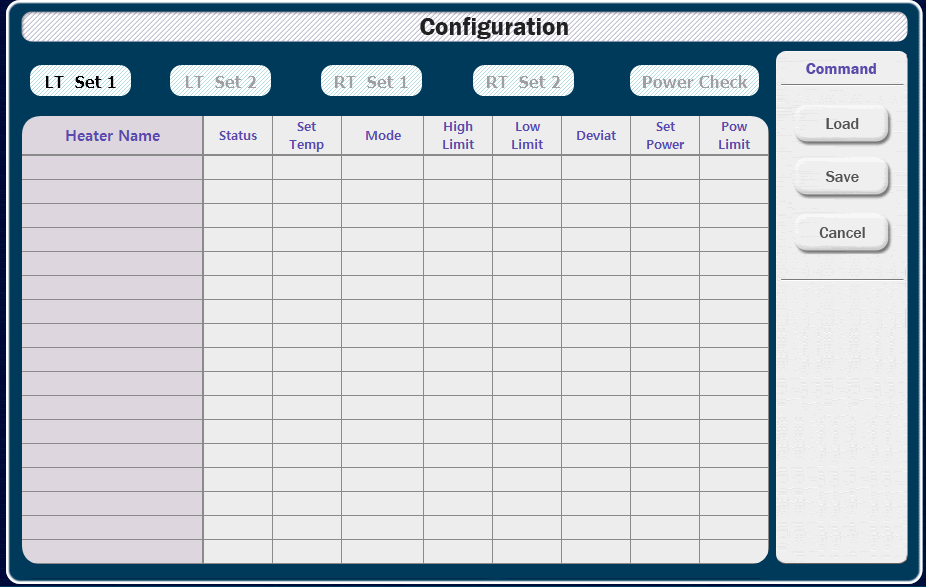 Configuration
LT Set 1
LT Set 2
RT Set 1
RT Set 2
Power Check
Heater Name
Status
Set
Temp
Mode
High
Limit
Low
Limit
Deviat
Set
Power
Pow
Limit
Command
Load
Save
Cancel